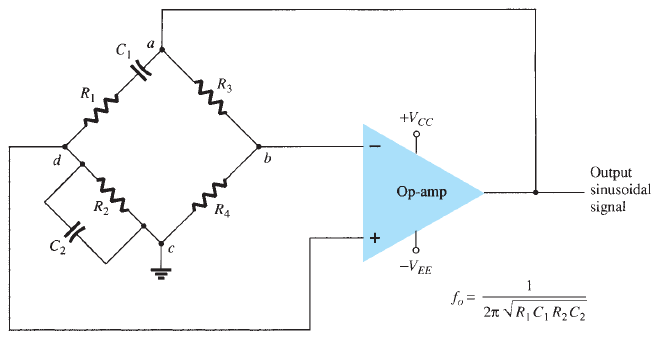 C1
a
R1
R3
+VCC
d
b
−
Op-amp
Output
sinusoidal
signal
R2
R4
C2
c
+
−VEE
fo = 1 / 2π √R1 C1 R2 C2